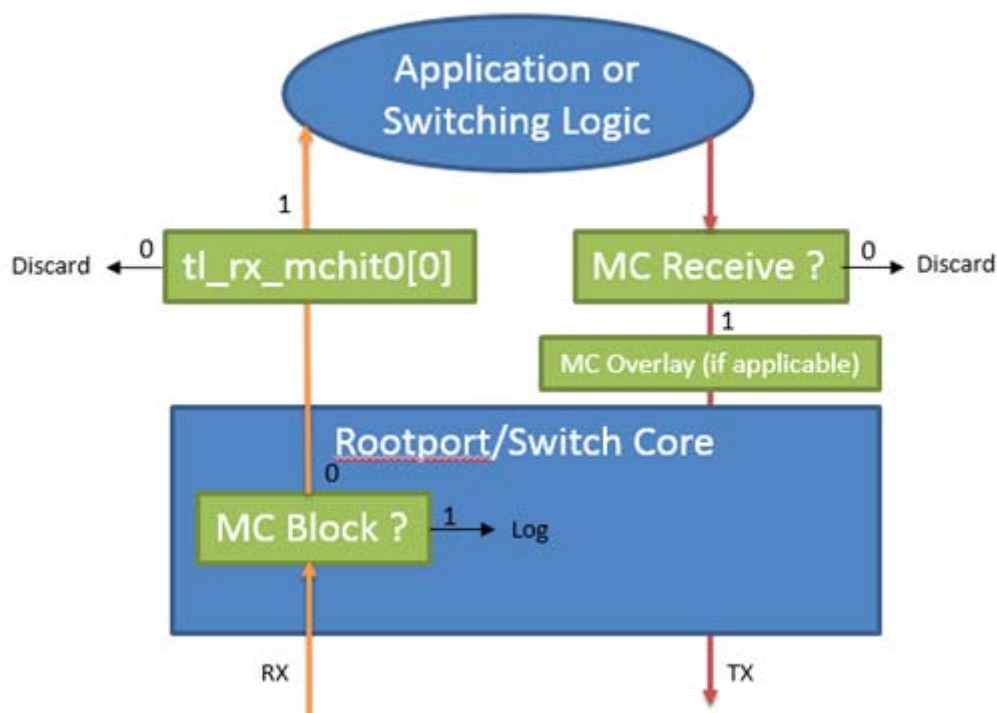 Application or
Switching Logic
1
0
Discard
tl_rx_mchit0[0]
MC Receive ?
0
Discard
1
MC Overlay (if applicable)
Rootport/Switch Core
0
MC Block ?
1
Log
RX
TX